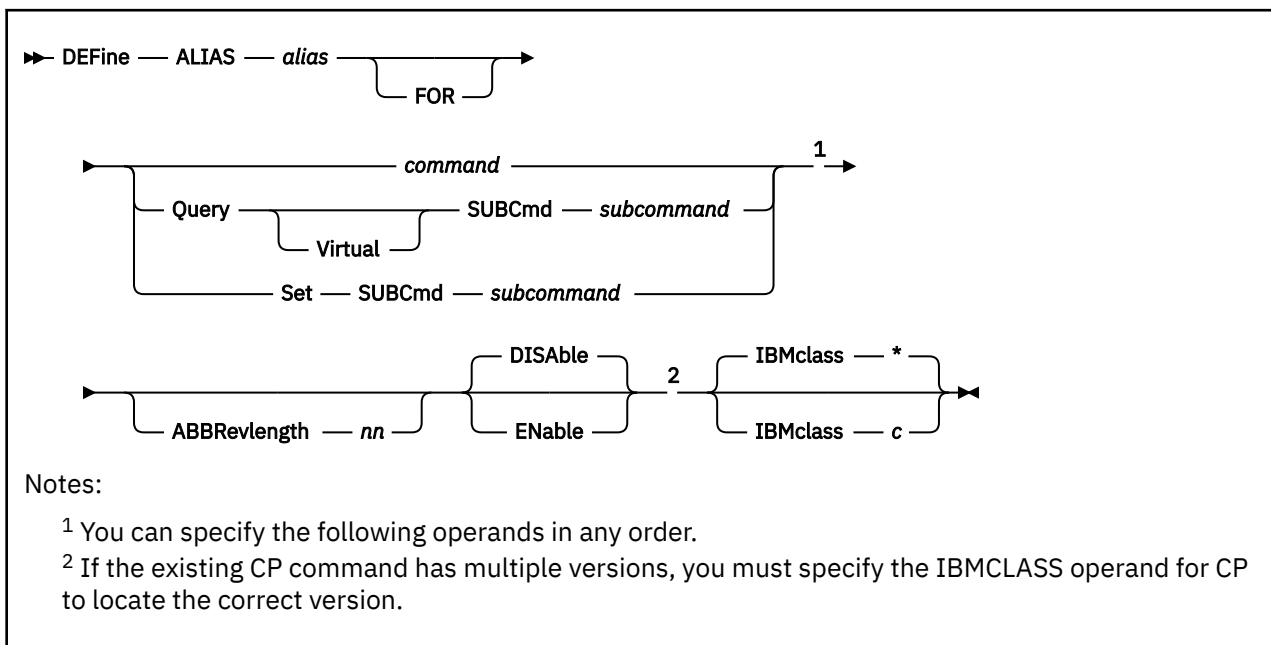 DEFine ALIAS alias
FOR
command 1
Query SUBCmd subcommand
Virtual
Set SUBCmd subcommand
DISAble 2 IBMclass *
ABBRevlength nn ENable IBMclass c
Notes:
1 You can specify the following operands in any order.
2 If the existing CP command has multiple versions, you must specify the IBMCLASS operand for CP
to locate the correct version.